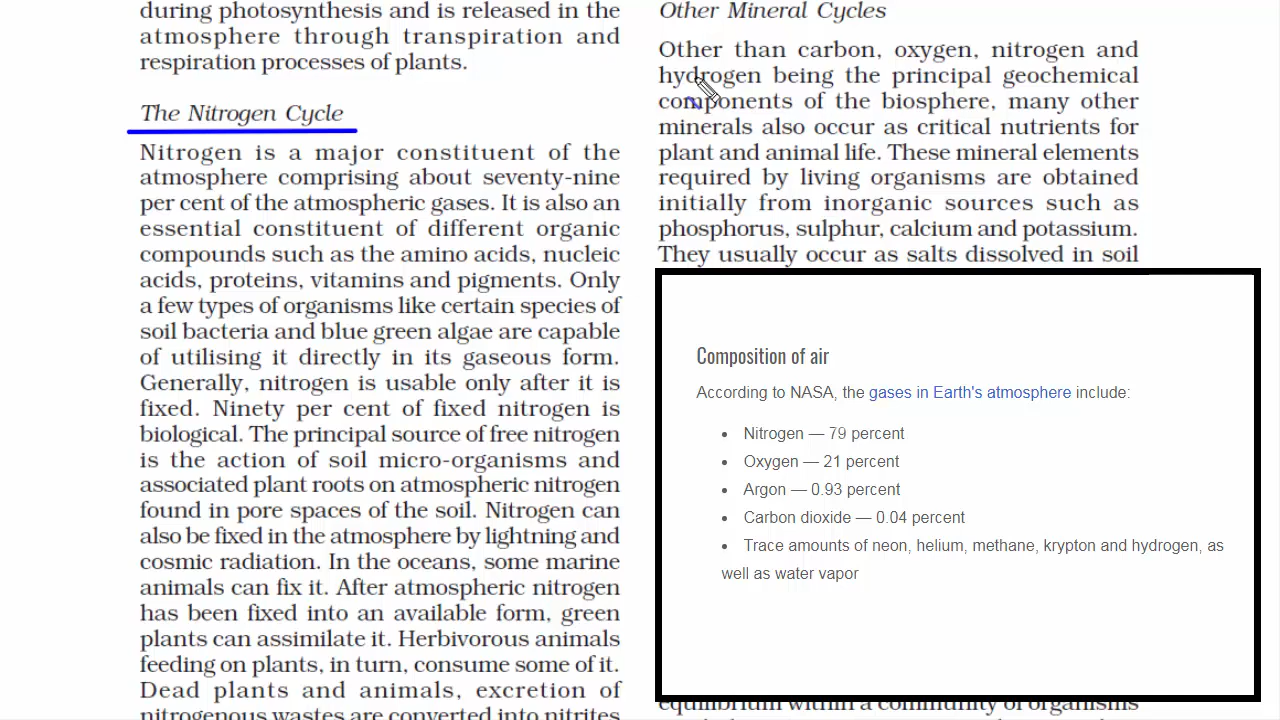 during photosynthesis and is released in the
atmosphere through transpiration and
respiration processes of plants.
The Nitrogen Cycle
Nitrogen is a major constituent of the
atmosphere comprising about seventy-nine
per cent of the atmospheric gases. It is also an
essential constituent of different organic
compounds such as the amino acids, nucleic
acids, proteins, vitamins and pigments. Only
a few types of organisms like certain species of
soil bacteria and blue green algae are capable
of utilising it directly in its gaseous form.
Generally, nitrogen is usable only after it is
fixed. Ninety per cent of fixed nitrogen is
biological. The principal source of free nitrogen
is the action of soil micro-organisms and
associated plant roots on atmospheric nitrogen
found in pore spaces of the soil. Nitrogen can
also be fixed in the atmosphere by lightning and
cosmic radiation. In the oceans, some marine
animals can fix it. After atmospheric nitrogen
has been fixed into an available form, green
plants can assimilate it. Herbivorous animals
feeding on plants, in turn, consume some of it.
Dead plants and animals, excretion of
nitrogenous wastes are converted into nitrites
Other Mineral Cycles
Other than carbon, oxygen, nitrogen and
hydrogen being the principal geochemical
components of the biosphere, many other
minerals also occur as critical nutrients for
plant and animal life. These mineral elements
required by living organisms are obtained
initially from inorganic sources such as
phosphorus, sulphur, calcium and potassium.
They usually occur as salts dissolved in soil
Composition of air
According to NASA, the gases in Earth's atmosphere include:
• Nitrogen — 79 percent
• Oxygen — 21 percent
• Argon — 0.93 percent
• Carbon dioxide — 0.04 percent
• Trace amounts of neon, helium, methane, krypton and hydrogen, as
well as water vapor
equilibrium within a community of organisms